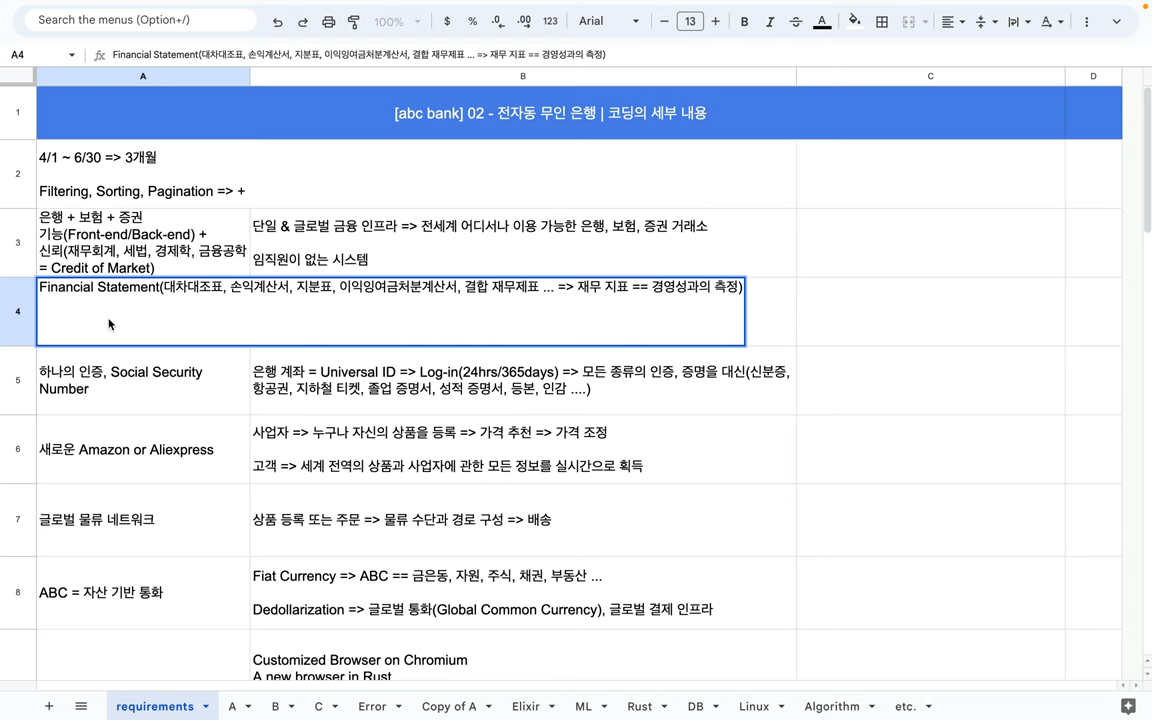 Search the menus (Option+/)
100%
$ % .0 .00 123 Arial 13 B I S A
A4
fx Financial Statement(대차대조표, 손익계산서, 지분표, 이익잉여금처분계산서, 결합 재무제표 ... => 재무 지표 == 경영성과의 측정)
A B C D
1
[abc bank] 02 - 전자동 무인 은행 | 코딩의 세부 내용
2
4/1 ~ 6/30 => 3개월
Filtering, Sorting, Pagination => +
3
은행 + 보험 + 증권
기능(Front-end/Back-end) +
신뢰(재무회계, 세법, 경제학, 금융공학
= Credit of Market)
단일 & 글로벌 금융 인프라 => 전세계 어디서나 이용 가능한 은행, 보험, 증권 거래소
임직원이 없는 시스템
4
Financial Statement(대차대조표, 손익계산서, 지분표, 이익잉여금처분계산서, 결합 재무제표 ... => 재무 지표 == 경영성과의 측정)
5
하나의 인증, Social Security
Number
은행 계좌 = Universal ID => Log-in(24hrs/365days) => 모든 종류의 인증, 증명을 대신(신분증,
항공권, 지하철 티켓, 졸업 증명서, 성적 증명서, 등본, 인감 ....)
6
새로운 Amazon or Aliexpress
사업자 => 누구나 자신의 상품을 등록 => 가격 추천 => 가격 조정
고객 => 세계 전역의 상품과 사업자에 관한 모든 정보를 실시간으로 획득
7
글로벌 물류 네트워크
상품 등록 또는 주문 => 물류 수단과 경로 구성 => 배송
8
ABC = 자산 기반 통화
Fiat Currency => ABC == 금은동, 자원, 주식, 채권, 부동산 ...
Dedollarization => 글로벌 통화(Global Common Currency), 글로벌 결제 인프라
Customized Browser on Chromium
A new browser in Rust
requirements A B C Error Copy of A Elixir ML Rust DB Linux Algorithm etc.